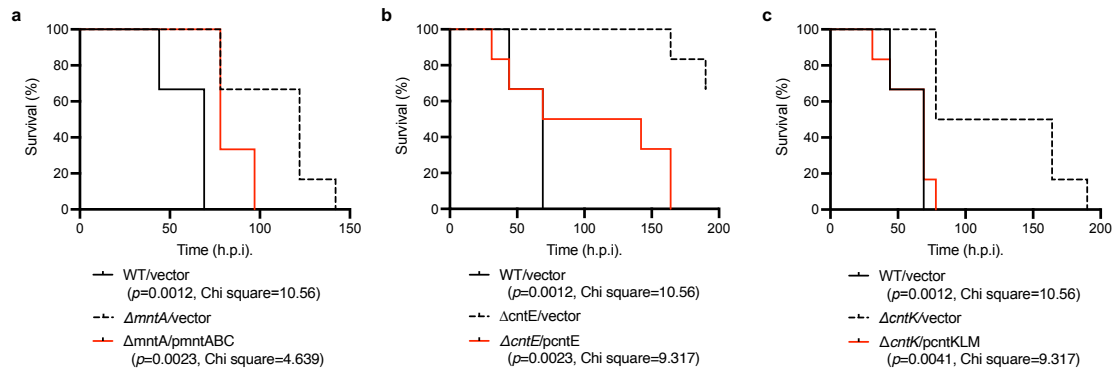 a
100
80
60
40
20
0
Survival (%)
0 50 100 150
Time (h.p.i).
WT/vector
(p=0.0012, Chi square=10.56)
ΔmntA/vector
ΔmntA/pmntABC
(p=0.0023, Chi square=4.639)
b
100
80
60
40
20
0
Survival (%)
0 50 100 150 200
Time (h.p.i).
WT/vector
(p=0.0012, Chi square=10.56)
ΔcntE/vector
ΔcntE/pcntE
(p=0.0023, Chi square=9.317)
c
100
80
60
40
20
0
Survival (%)
0 50 100 150 200
Time (h.p.i).
WT/vector
(p=0.0012, Chi square=10.56)
ΔcntK/vector
ΔcntK/pcntKLM
(p=0.0041, Chi square=9.317)